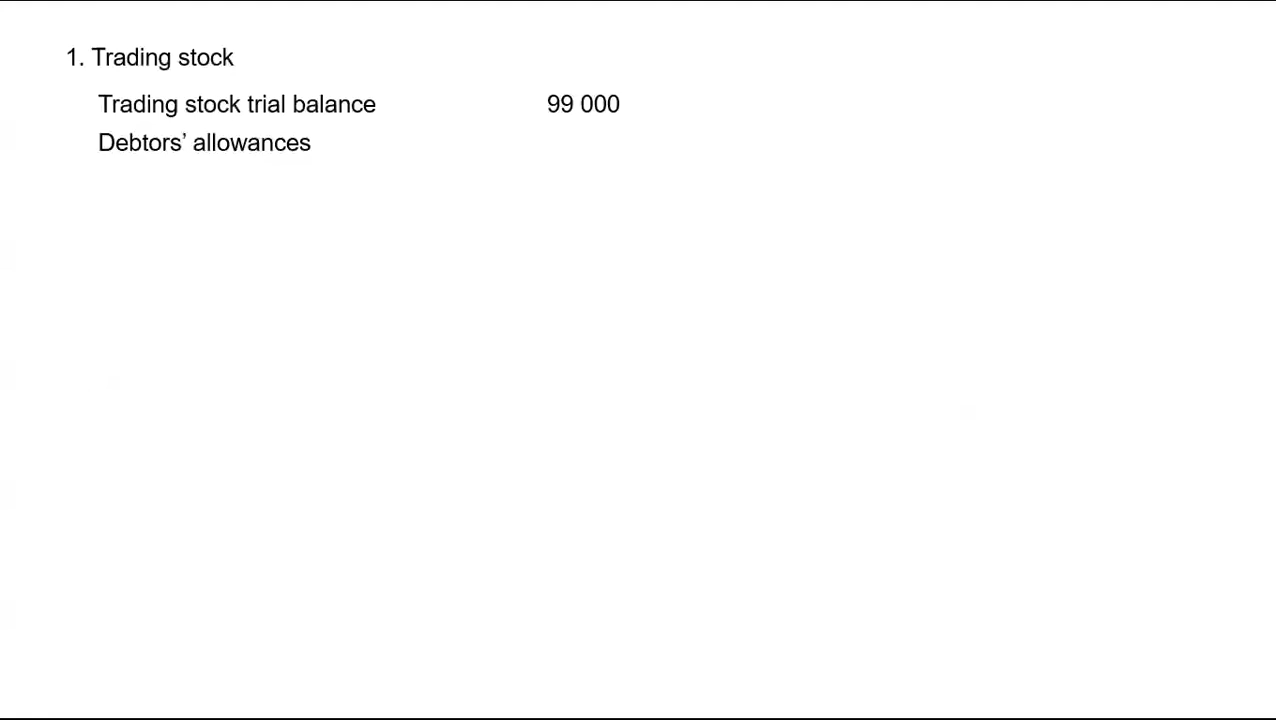 1. Trading stock
Trading stock trial balance 99 000
Debtors’ allowances